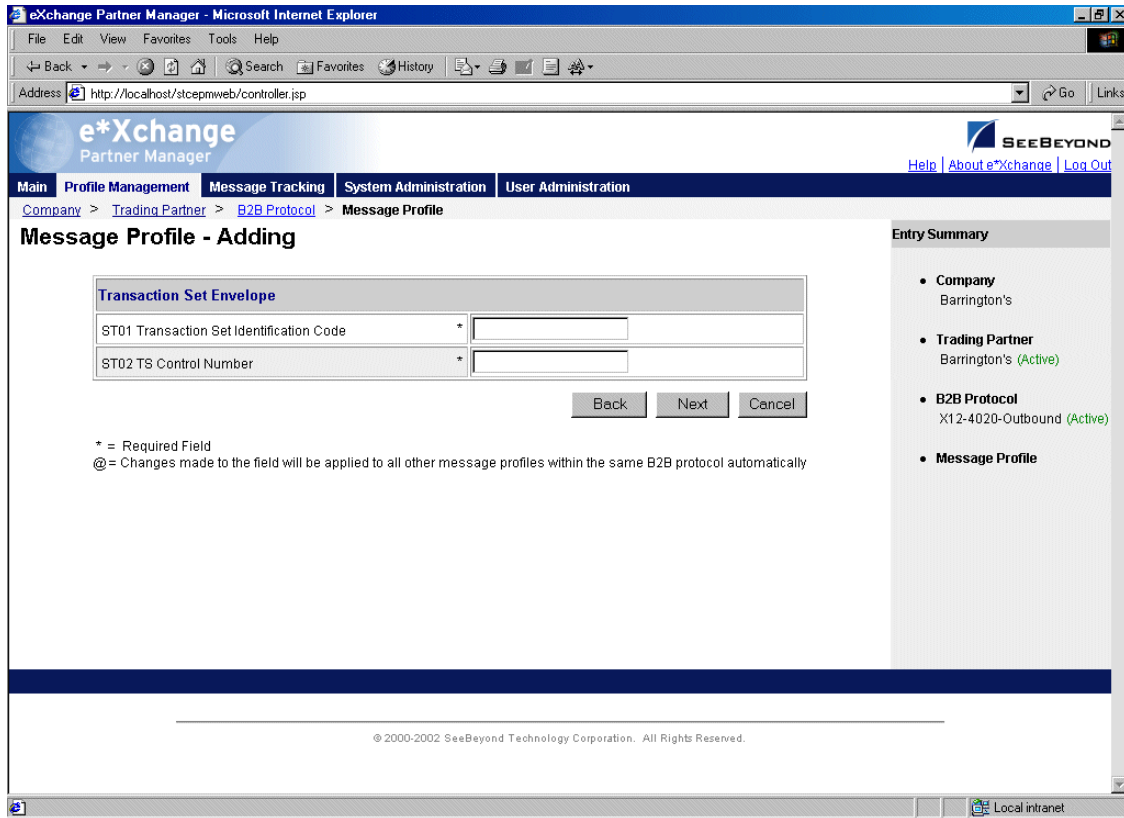 eXchange Partner Manager - Microsoft Internet Explorer
File Edit View Favorites Tools Help
Back Search Favorites History
Address http://localhost/stcepmweb/controller.jsp Go Links
e*Xchange
Partner Manager
SEEBEYOND
Help | About e*Xchange | Log Out
Main Profile Management Message Tracking System Administration User Administration
Company > Trading Partner > B2B Protocol > Message Profile
Message Profile - Adding
Transaction Set Envelope
ST01 Transaction Set Identification Code *
ST02 TS Control Number *
Back Next Cancel
* = Required Field
@ = Changes made to the field will be applied to all other message profiles within the same B2B protocol automatically
Entry Summary
• Company
Barrington's
• Trading Partner
Barrington's (Active)
• B2B Protocol
X12-4020-Outbound (Active)
• Message Profile
© 2000-2002 SeeBeyond Technology Corporation. All Rights Reserved.
Local intranet